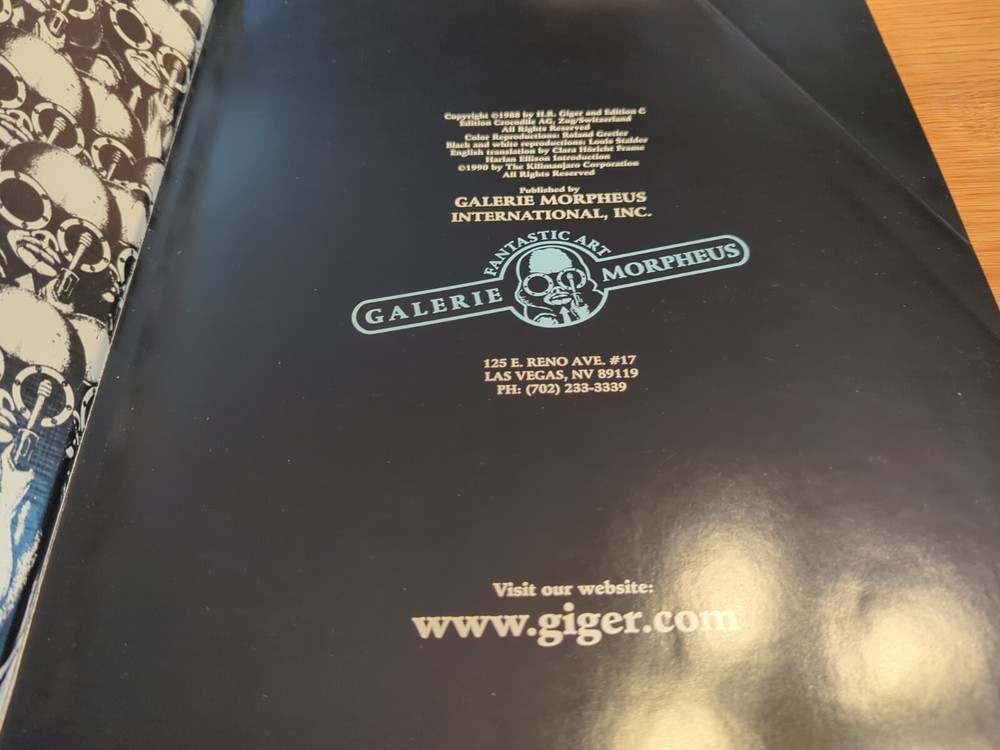 Copyright ©1988 by H.R. Giger and Edition C
Edition Crocodile AG, Zug/Switzerland
All Rights Reserved
Color Reproductions: Roland Gretler
Black and white reproductions: Louis Stalder
English translation by Clara Höricht Frame
Harlan Ellison Introduction
©1990 by The Kilimanjaro Corporation
All Rights Reserved
Published by
GALERIE MORPHEUS
INTERNATIONAL, INC.
FANTASTIC ART
GALERIE MORPHEUS
125 E. RENO AVE. #17
LAS VEGAS, NV 89119
PH: (702) 233-3339
Visit our website:
www.giger.com